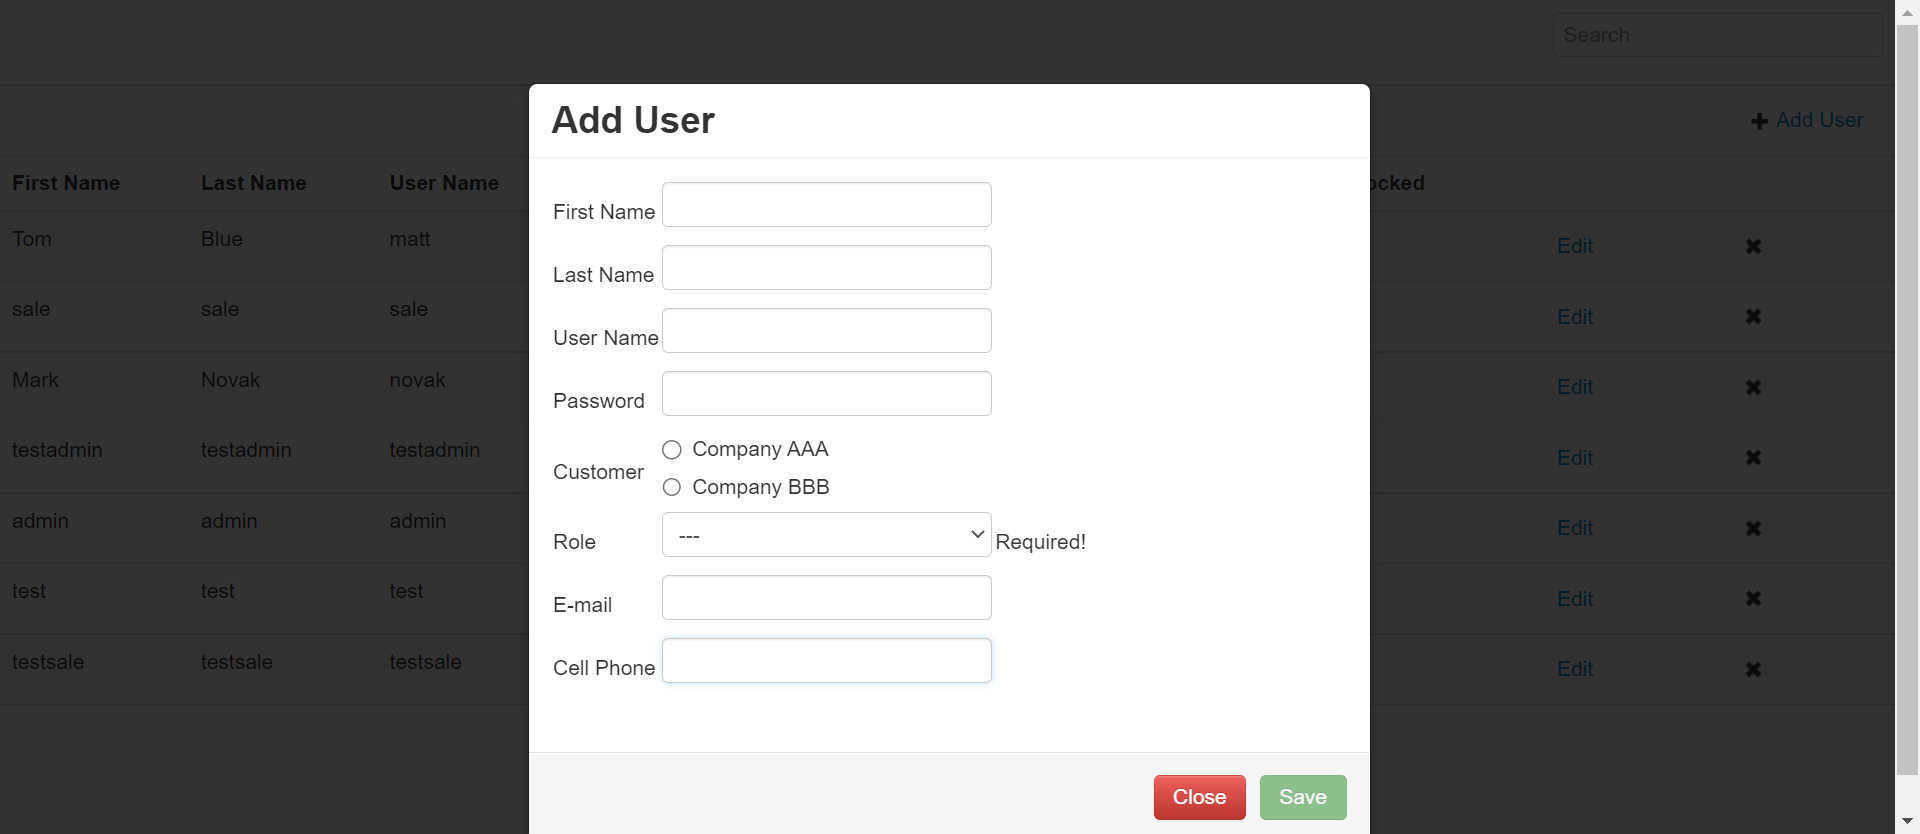 Search
Add User
Add User
First Name Last Name User Name ocked
First Name
Last Name
User Name
Password
Customer
Company AAA
Company BBB
Role --- Required!
E-mail
Cell Phone
Tom Blue matt Edit
sale sale sale Edit
Mark Novak novak Edit
testadmin testadmin testadmin Edit
admin admin admin Edit
test test test Edit
testsale testsale testsale Edit
Close Save